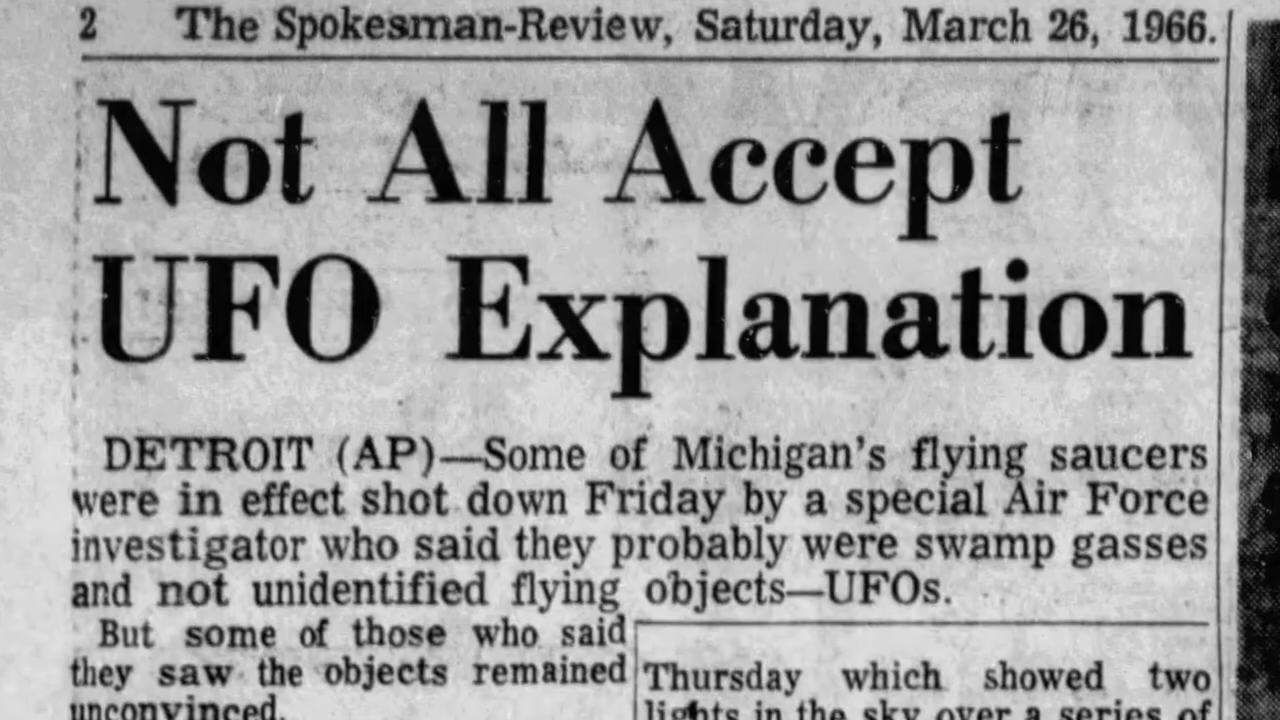 2 The Spokesman-Review, Saturday, March 26, 1966.
Not All Accept
UFO Explanation
DETROIT (AP)—Some of Michigan's flying saucers
were in effect shot down Friday by a special Air Force
investigator who said they probably were swamp gasses
and not unidentified flying objects—UFOs.
But some of those who said
they saw the objects remained
unconvinced.
Thursday which showed two
lights in the sky over a series of